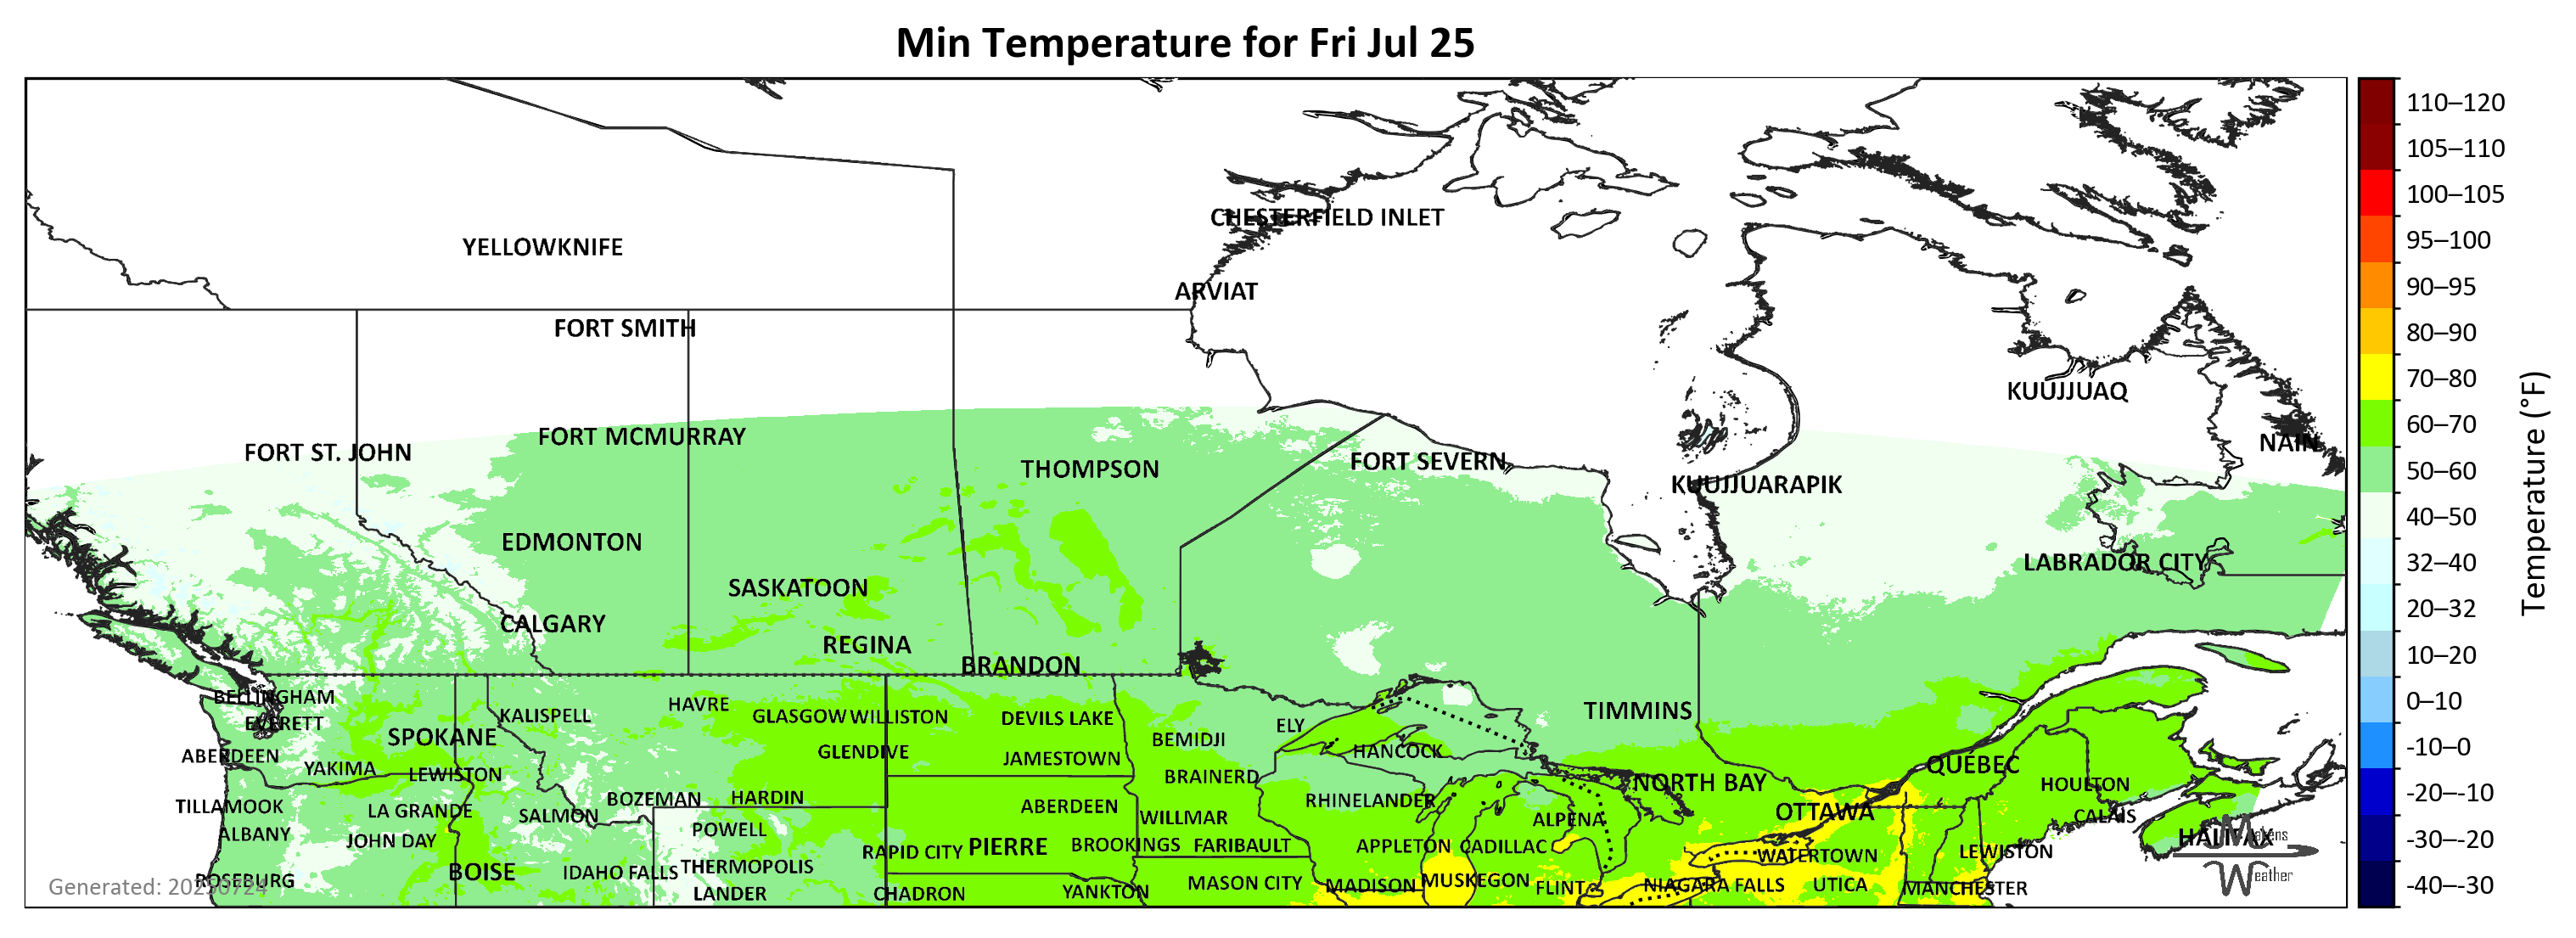 Min Temperature for Fri Jul 25
110–120
105–110
CHESTERFIELD INLET
100–105
YELLOWKNIFE
95–100
ARVIAT
90–95
FORT SMITH
80–90
KUUJJUAQ
70–80
FORT MCMURRAY
60–70
FORT ST. JOHN
NAIN
THOMPSON
FORT SEVERN
50–60
KUUJJUARAPIK
Temperature (°F)
40–50
EDMONTON
LABRADOR CITY
32–40
SASKATOON
20–32
CALGARY
REGINA
10–20
BRANDON
BELLINGHAM
HAVRE
0–10
KALISPELL
GLASGOW
WILLISTON
DEVILS LAKE
TIMMINS
EVERETT
ELY
SPOKANE
BEMIDJI
-10–0
ABERDEEN
GLENDIVE
JAMESTOWN
HANCOCK
YAKIMA
LEWISTON
BRAINERD
NORTH BAY
QUÉBEC
HOULTON
-20–-10
TILLAMOOK
LA GRANDE
SALMON
BOZEMAN
HARDIN
ABERDEEN
WILLMAR
RHINELANDER
ALPENA
OTTAWA
CALAIS
ALBANY
JOHN DAY
POWELL
RAPID CITY
PIERRE
BROOKINGS
FARIBAULT
APPLETON
CADILLAC
WATERTOWN
LEWISTON
HALIFAX
Makens
Weather
-30–-20
ROSEBURG
BOISE
IDAHO FALLS
THERMOPOLIS
LANDER
CHADRON
YANKTON
MASON CITY
MADISON
MUSKEGON
FLINT
NIAGARA FALLS
UTICA
MANCHESTER
-40–-30
Generated: 20250724